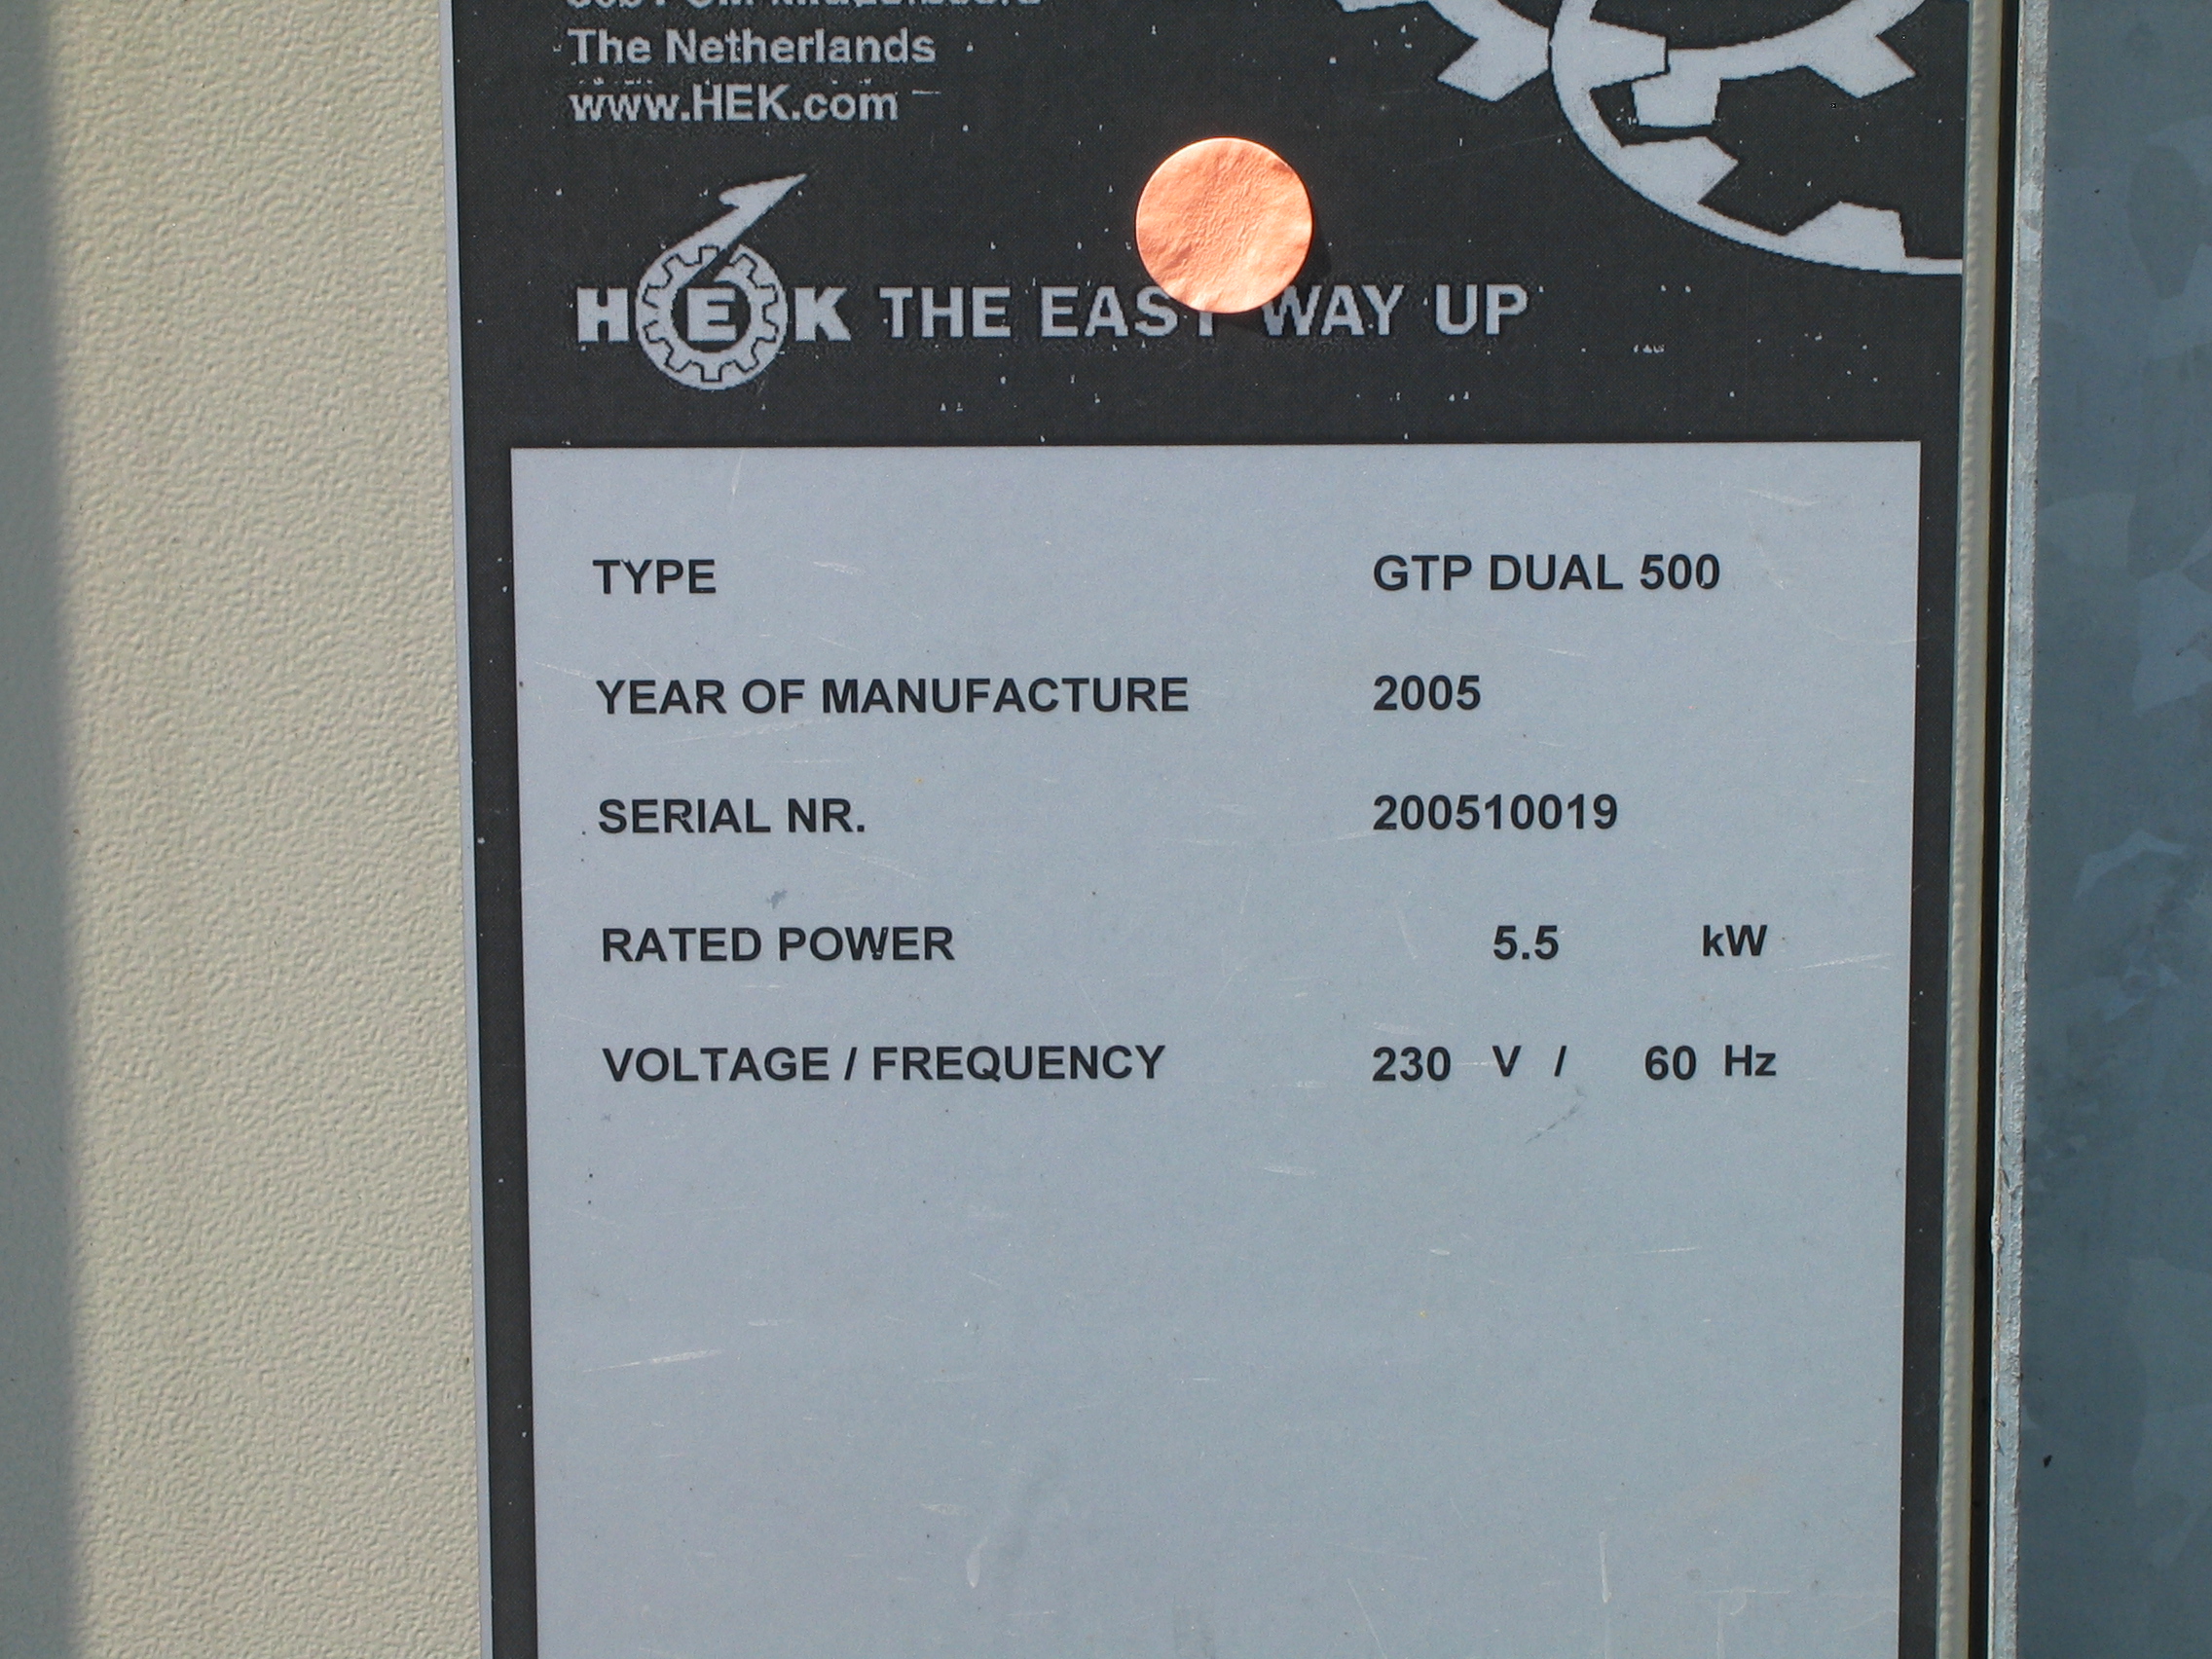 The Netherlands
www.HEK.com
HEK THE EASY WAY UP
TYPE GTP DUAL 500
YEAR OF MANUFACTURE 2005
SERIAL NR. 200510019
RATED POWER 5.5 kW
VOLTAGE / FREQUENCY 230 V / 60 Hz